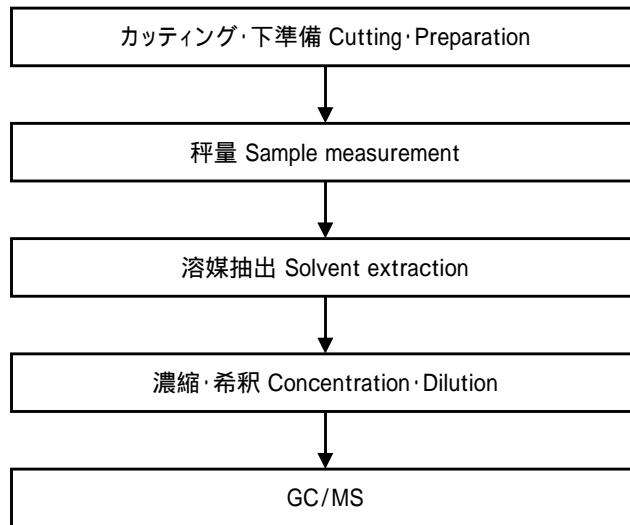 カッティング・下準備 Cutting・Preparation
秤量 Sample measurement
溶媒抽出 Solvent extraction
濃縮・希釈 Concentration・Dilution
GC/MS